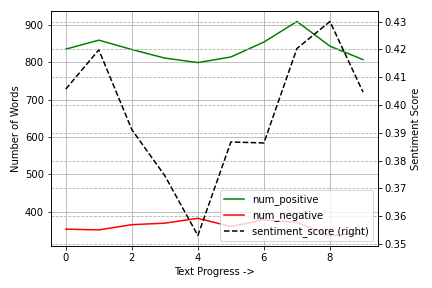 900
800
700
600
500
400
Number of Words
0.43
0.42
0.41
0.40
0.39
0.38
0.37
0.36
0.35
Sentiment Score
num_positive
num_negative
sentiment_score (right)
0 2 4 6 8
Text Progress ->